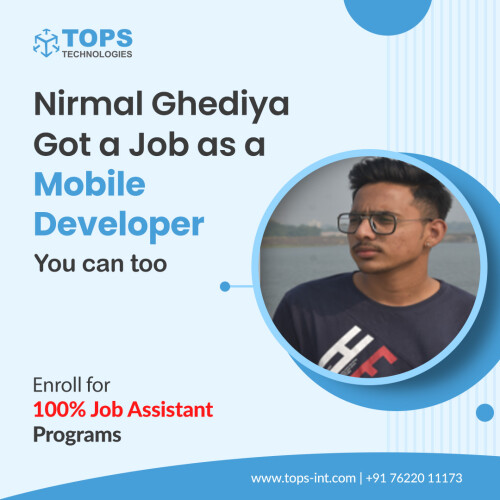 TOPS
TECHNOLOGIES
Nirmal Ghediya
Got a Job as a
Mobile
Developer
You can too
Enroll for
100% Job Assistant
Programs
www.tops-int.com | +91 76220 11173